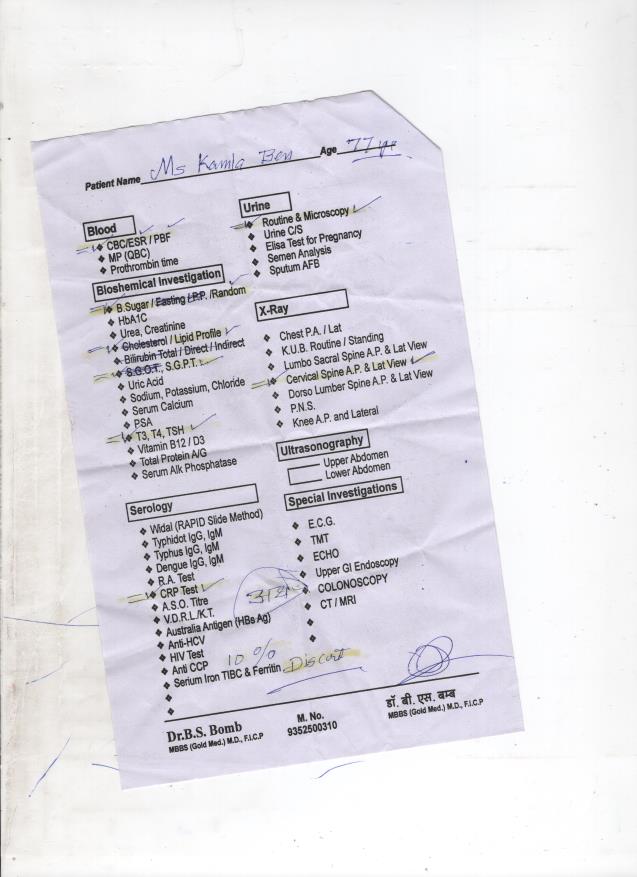 Patient Name Ms Kamla Ben Age 77 yr
Blood
CBC/ESR / PBF
MP (QBC)
Prothrombin time
Bioshemical Investigation
B.Sugar / Easting / P.P. /Random
HbA1C
Urea, Creatinine
Cholesterol / Lipid Profile
Bilirubin Total / Direct / Indirect
S.G.O.T., S.G.P.T.
Uric Acid
Sodium, Potassium, Chloride
Serum Calcium
PSA
T3, T4, TSH
Vitamin B12 / D3
Total Protein A/G
Serum Alk Phosphatase
Serology
Widal (RAPID Slide Method)
Typhidot IgG, IgM
Typhus IgG, IgM
Dengue IgG, IgM
R.A. Test
CRP Test
A.S.O. Titre
V.D.R.L./K.T.
Australia Antigen (HBs Ag)
Anti-HCV
HIV Test
Anti CCP
Serium Iron TIBC & Ferritin
10 % Discount
Urine
Routine & Microscopy
Urine C/S
Elisa Test for Pregnancy
Semen Analysis
Sputum AFB
X-Ray
Chest P.A. / Lat
K.U.B. Routine / Standing
Lumbo Sacral Spine A.P. & Lat View
Cervical Spine A.P. & Lat View
Dorso Lumber Spine A.P. & Lat View
P.N.S.
Knee A.P. and Lateral
Ultrasonography
Upper Abdomen
Lower Abdomen
Special Investigations
E.C.G.
TMT
ECHO
Upper GI Endoscopy
COLONOSCOPY
CT / MRI
Dr.B.S. Bomb
MBBS (Gold Med.) M.D., F.I.C.P
M. No.
9352500310
डॉ. बी. एस. बम्ब
MBBS (Gold Med.) M.D., F.I.C.P